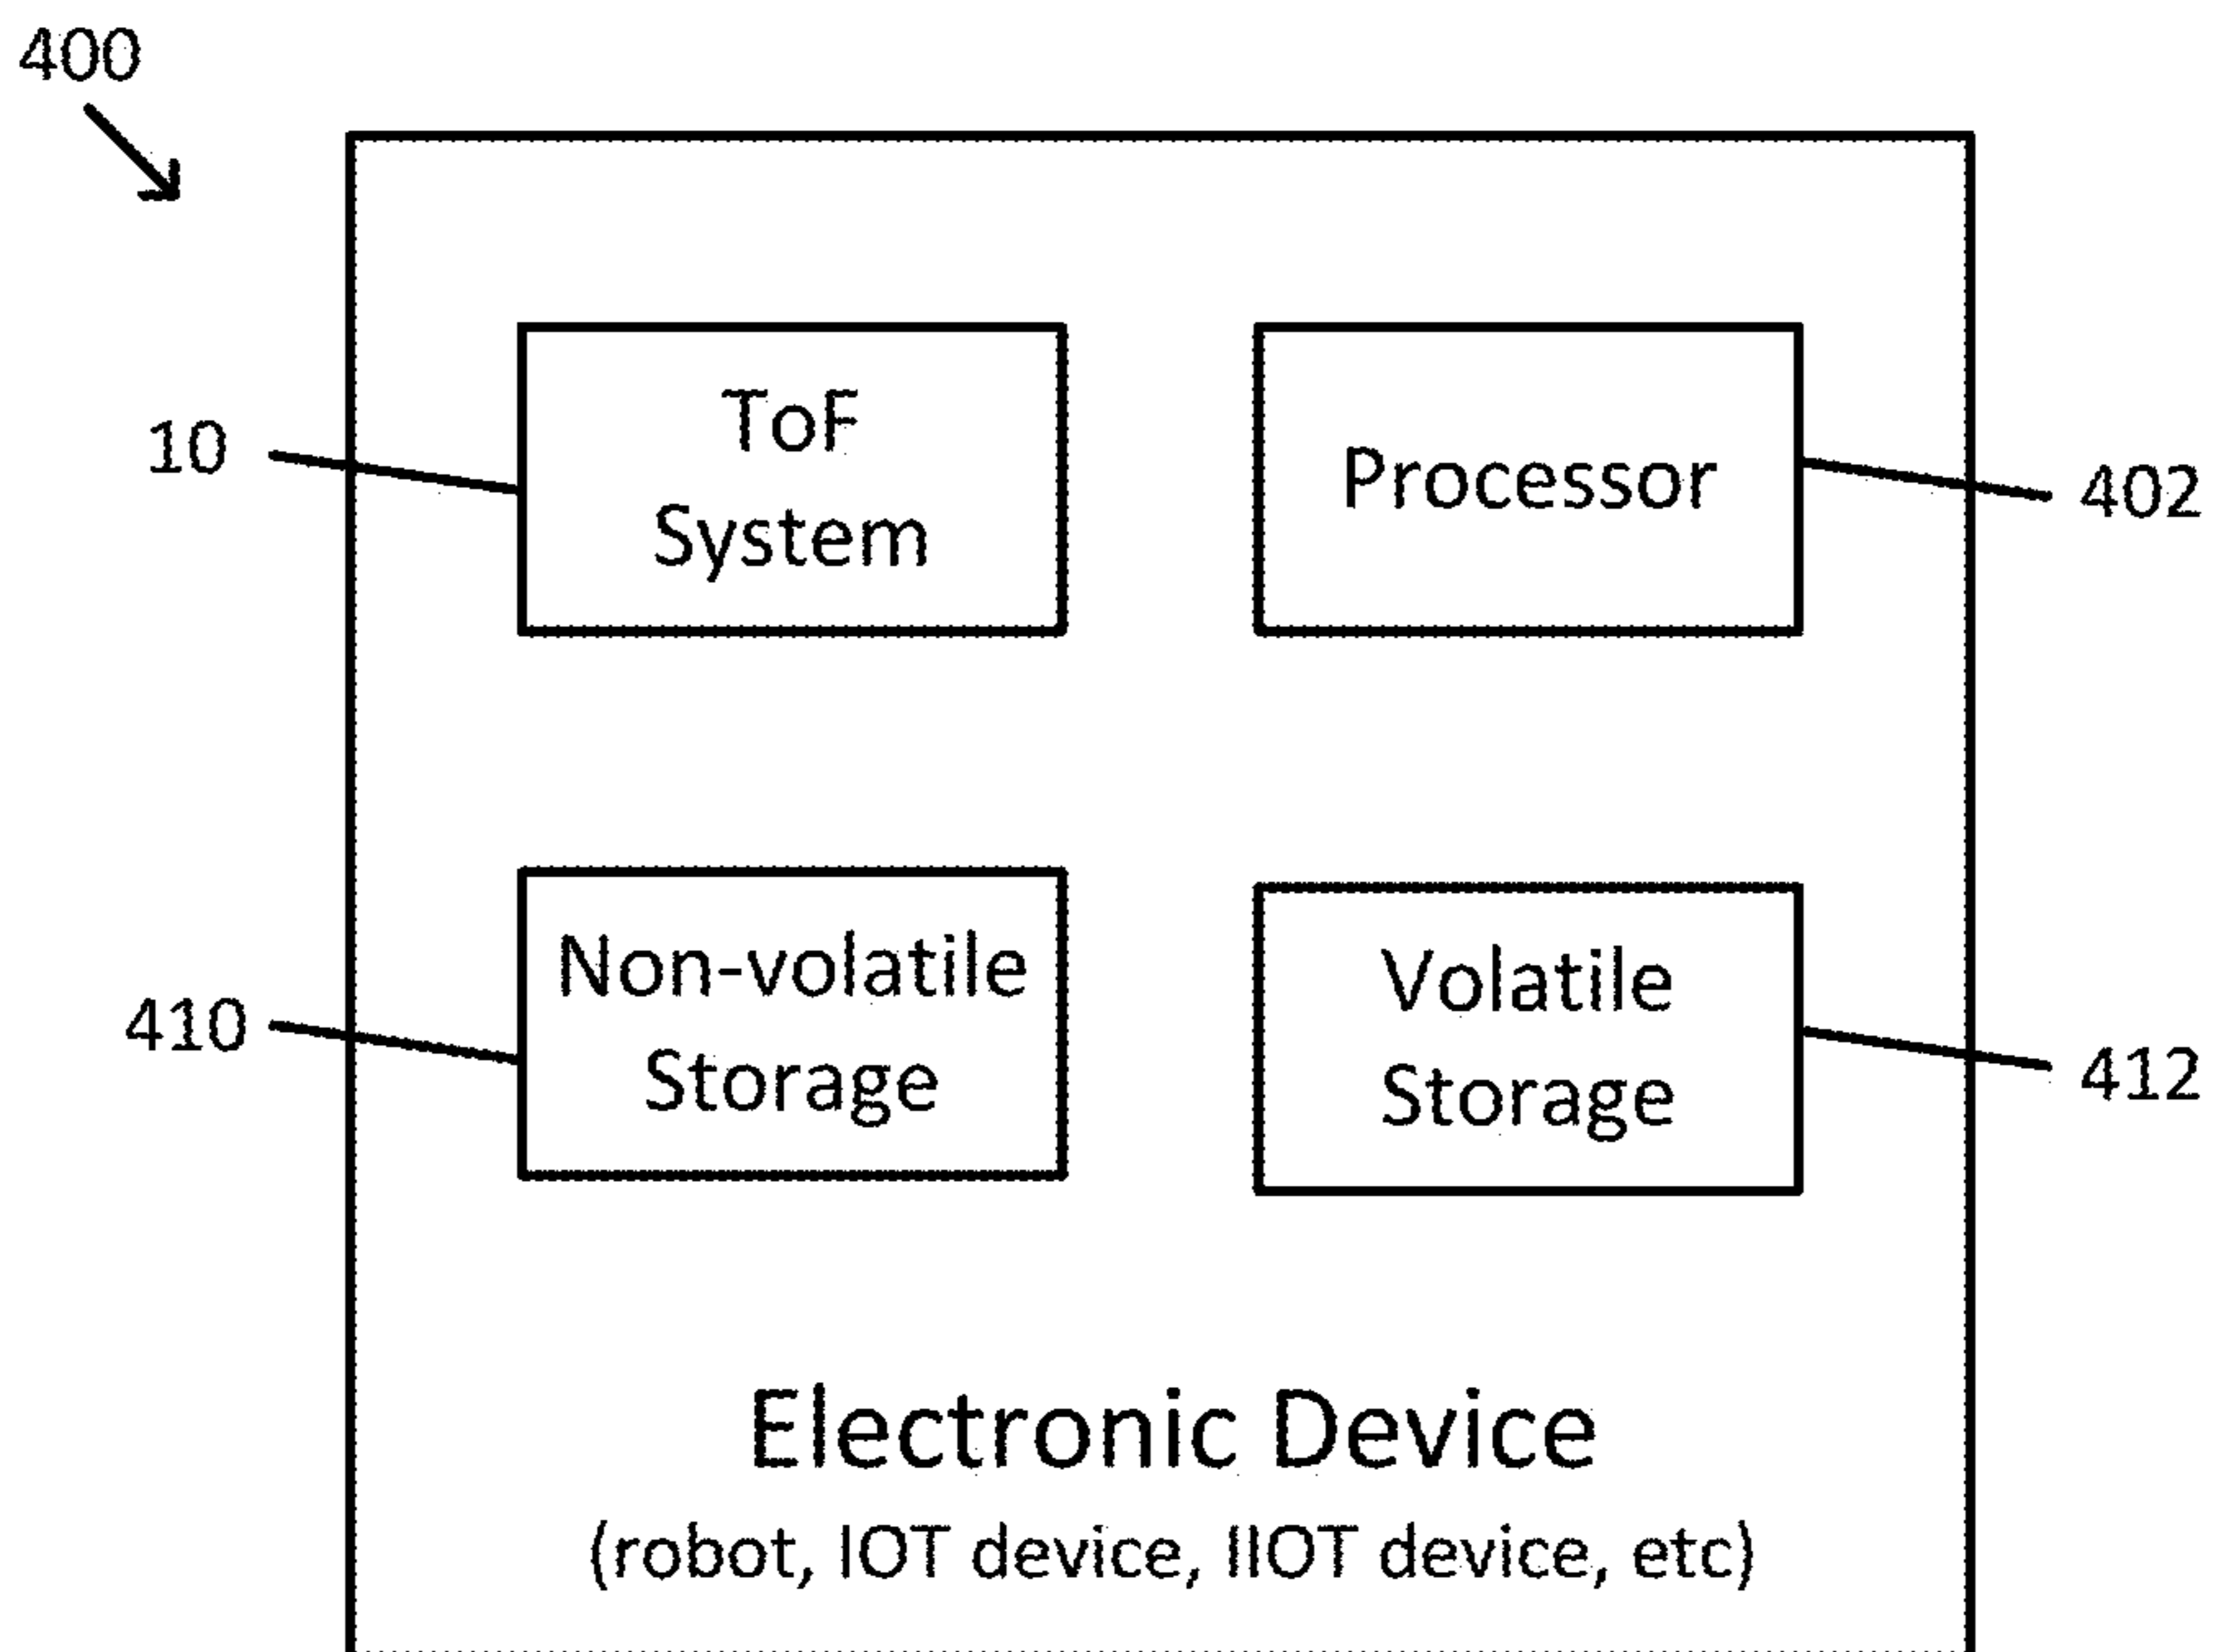 400
10
ToF
System
Processor
402
410
Non-volatile
Storage
Volatile
Storage
412
Electronic Device
(robot, IOT device, IIOT device, etc)